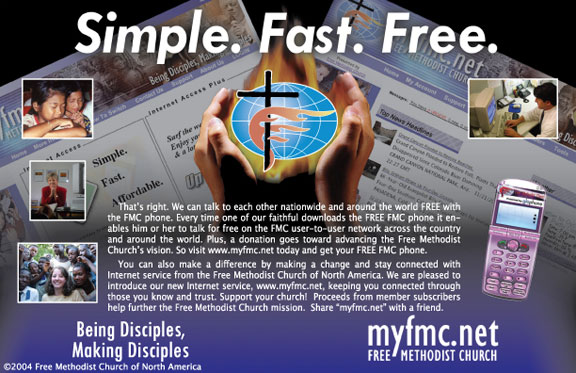 Simple. Fast. Free.
Being Disciples,
myfmc.net
FREE METHODIST CHURCH
Internet Access Plus
Simple.
Fast.
Affordable.
Top News Headlines
That's right. We can talk to each other nationwide and around the world FREE with
the FMC phone. Every time one of our faithful downloads the FREE FMC phone it en-
ables him or her to talk for free on the FMC user-to-user network across the country
and around the world. Plus, a donation goes toward advancing the Free Methodist
Church's vision. So visit www.myfmc.net today and get your FREE FMC phone.
You can also make a difference by making a change and stay connected with
Internet service from the Free Methodist Church of North America. We are pleased to
introduce our new Internet service, www.myfmc.net, keeping you connected through
those you know and trust. Support your church! Proceeds from member subscribers
help further the Free Methodist Church mission. Share "myfmc.net" with a friend.
Being Disciples,
Making Disciples
myfmc.net
FREE METHODIST CHURCH
©2004 Free Methodist Church of North America